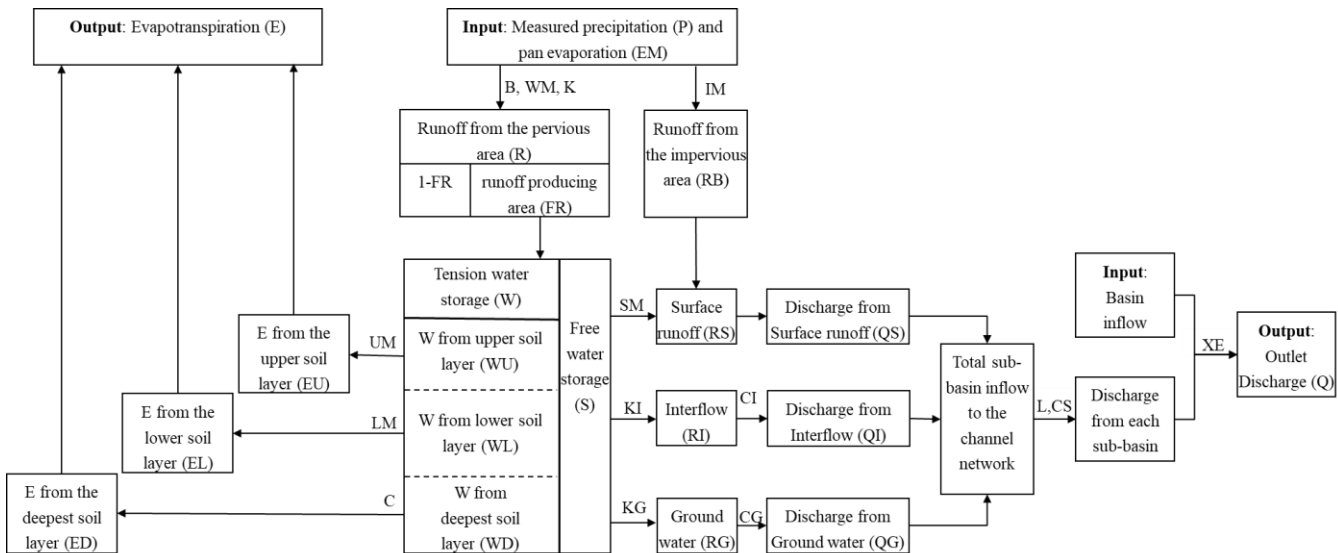 Output: Evapotranspiration (E)
Input: Measured precipitation (P) and
pan evaporation (EM)
B, WM, K
IM
Runoff from the pervious
area (R)
1-FR
runoff producing
area (FR)
Runoff from
the impervious
area (RB)
Tension water
storage (W)
Free
water
storage
(S)
W from upper soil
layer (WU)
W from lower soil
layer (WL)
W from
deepest soil
layer (WD)
UM
LM
C
E from the
upper soil
layer (EU)
E from the
lower soil
layer (EL)
E from the
deepest soil
layer (ED)
SM
KI
KG
Surface
runoff (RS)
Interflow
(RI)
Ground
water (RG)
CI
CG
Discharge from
Surface runoff (QS)
Discharge from
Interflow (QI)
Discharge from
Ground water (QG)
Total sub-
basin inflow
to the
channel
network
L,CS
Input:
Basin
inflow
Discharge
from each
sub-basin
XE
Output:
Outlet
Discharge (Q)